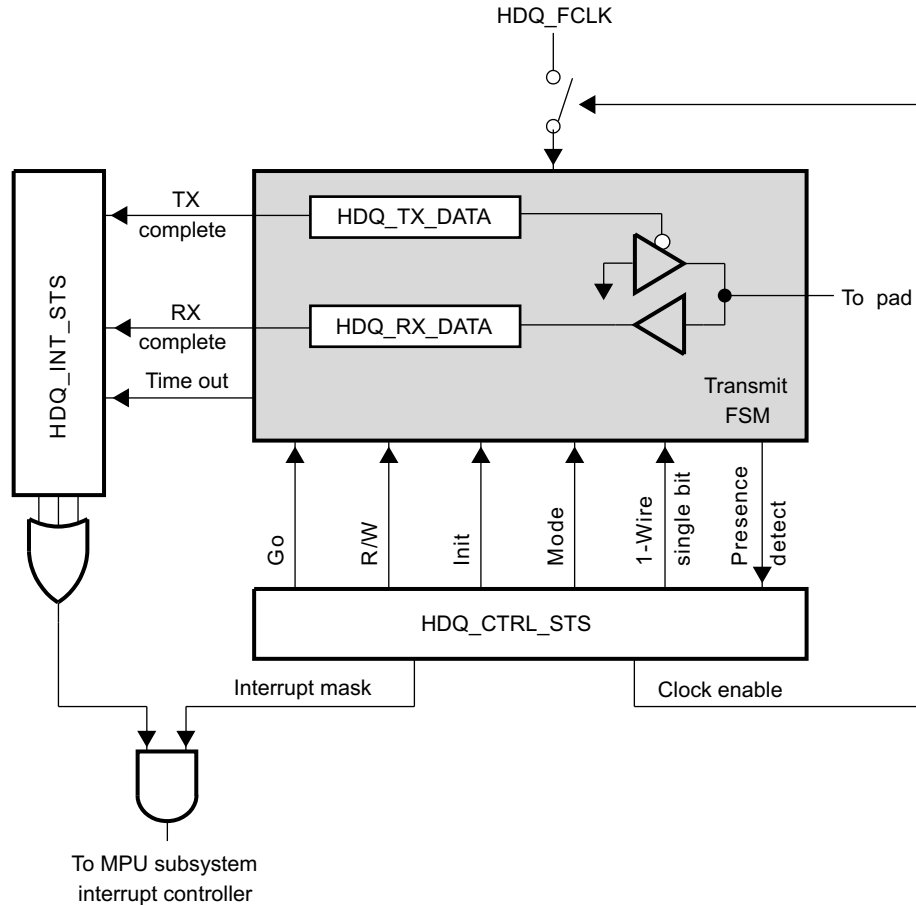 HDQ_FCLK
TX
complete
HDQ_TX_DATA
HDQ_INT_STS
RX
complete
HDQ_RX_DATA
To pad
Time out
Transmit
FSM
Go
R/W
Init
Mode
1-Wire
single bit
Presence
detect
HDQ_CTRL_STS
Interrupt mask
Clock enable
To MPU subsystem
interrupt controller